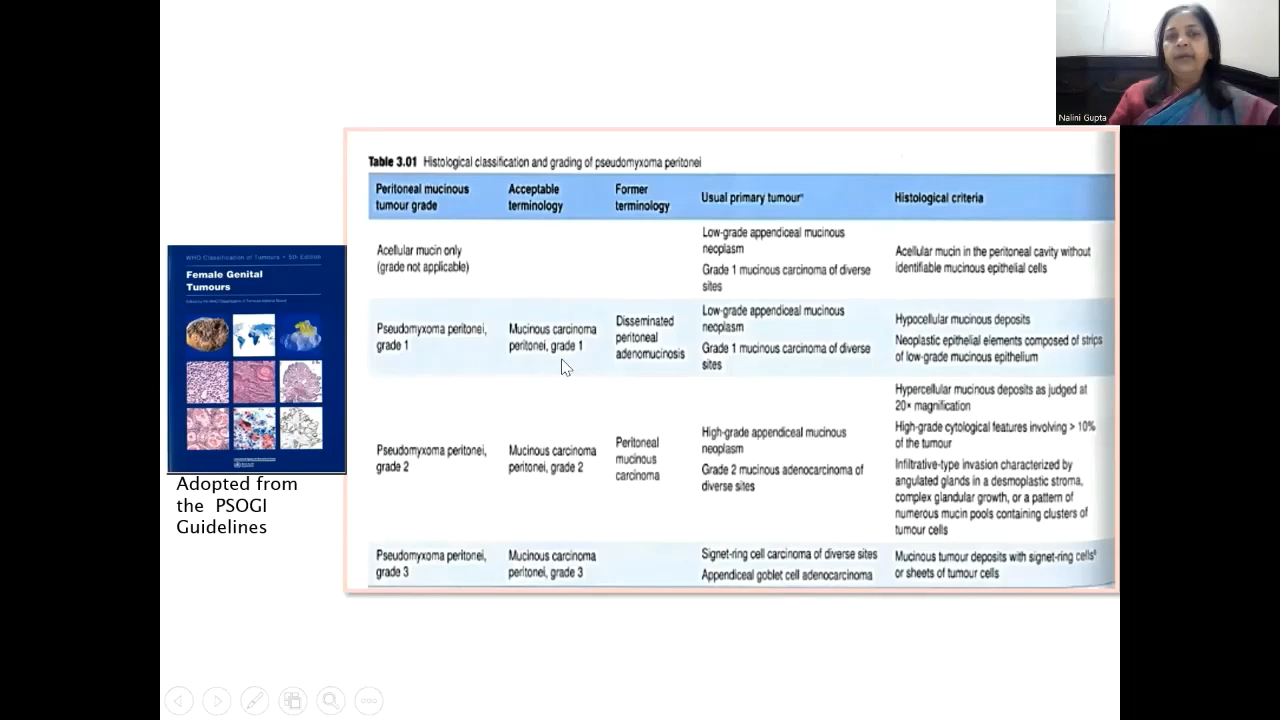 Nalini Gupta
Table 3.01 Histological classification and grading of pseudomyxoma peritonei
Peritoneal mucinous
tumour grade
Acceptable
terminology
Former
terminology
Usual primary tumour
Histological criteria
Acellular mucin only
(grade not applicable)
Low-grade appendiceal mucinous
neoplasm
Grade 1 mucinous carcinoma of diverse
sites
Acellular mucin in the peritoneal cavity without
identifiable mucinous epithelial cells
Pseudomyxoma peritonei,
grade 1
Mucinous carcinoma
peritonei, grade 1
Disseminated
peritoneal
adenomucinosis
Low-grade appendiceal mucinous
neoplasm
Grade 1 mucinous carcinoma of diverse
sites
Hypocellular mucinous deposits
Neoplastic epithelial elements composed of strips
of low-grade mucinous epithelium
Pseudomyxoma peritonei,
grade 2
Mucinous carcinoma
peritonei, grade 2
Peritoneal
mucinous
carcinoma
High-grade appendiceal mucinous
neoplasm
Grade 2 mucinous adenocarcinoma of
diverse sites
Hypercellular mucinous deposits as judged at
20× magnification
High-grade cytological features involving > 10%
of the tumour
Infiltrative-type invasion characterized by
angulated glands in a desmoplastic stroma,
complex glandular growth, or a pattern of
numerous mucin pools containing clusters of
tumour cells
Pseudomyxoma peritonei,
grade 3
Mucinous carcinoma
peritonei, grade 3
Signet-ring cell carcinoma of diverse sites
Appendiceal goblet cell adenocarcinoma
Mucinous tumour deposits with signet-ring cells
or sheets of tumour cells
WHO Classification of Tumours • 5th Edition
Female Genital
Tumours
Adopted from
the PSOGI
Guidelines